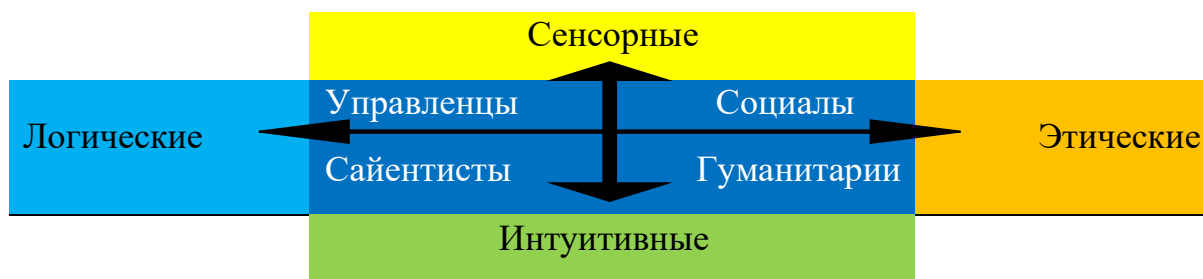 Сенсорные
Управленцы Социалы
Логические Этические
Сайентисты Гуманитарии
Интуитивные